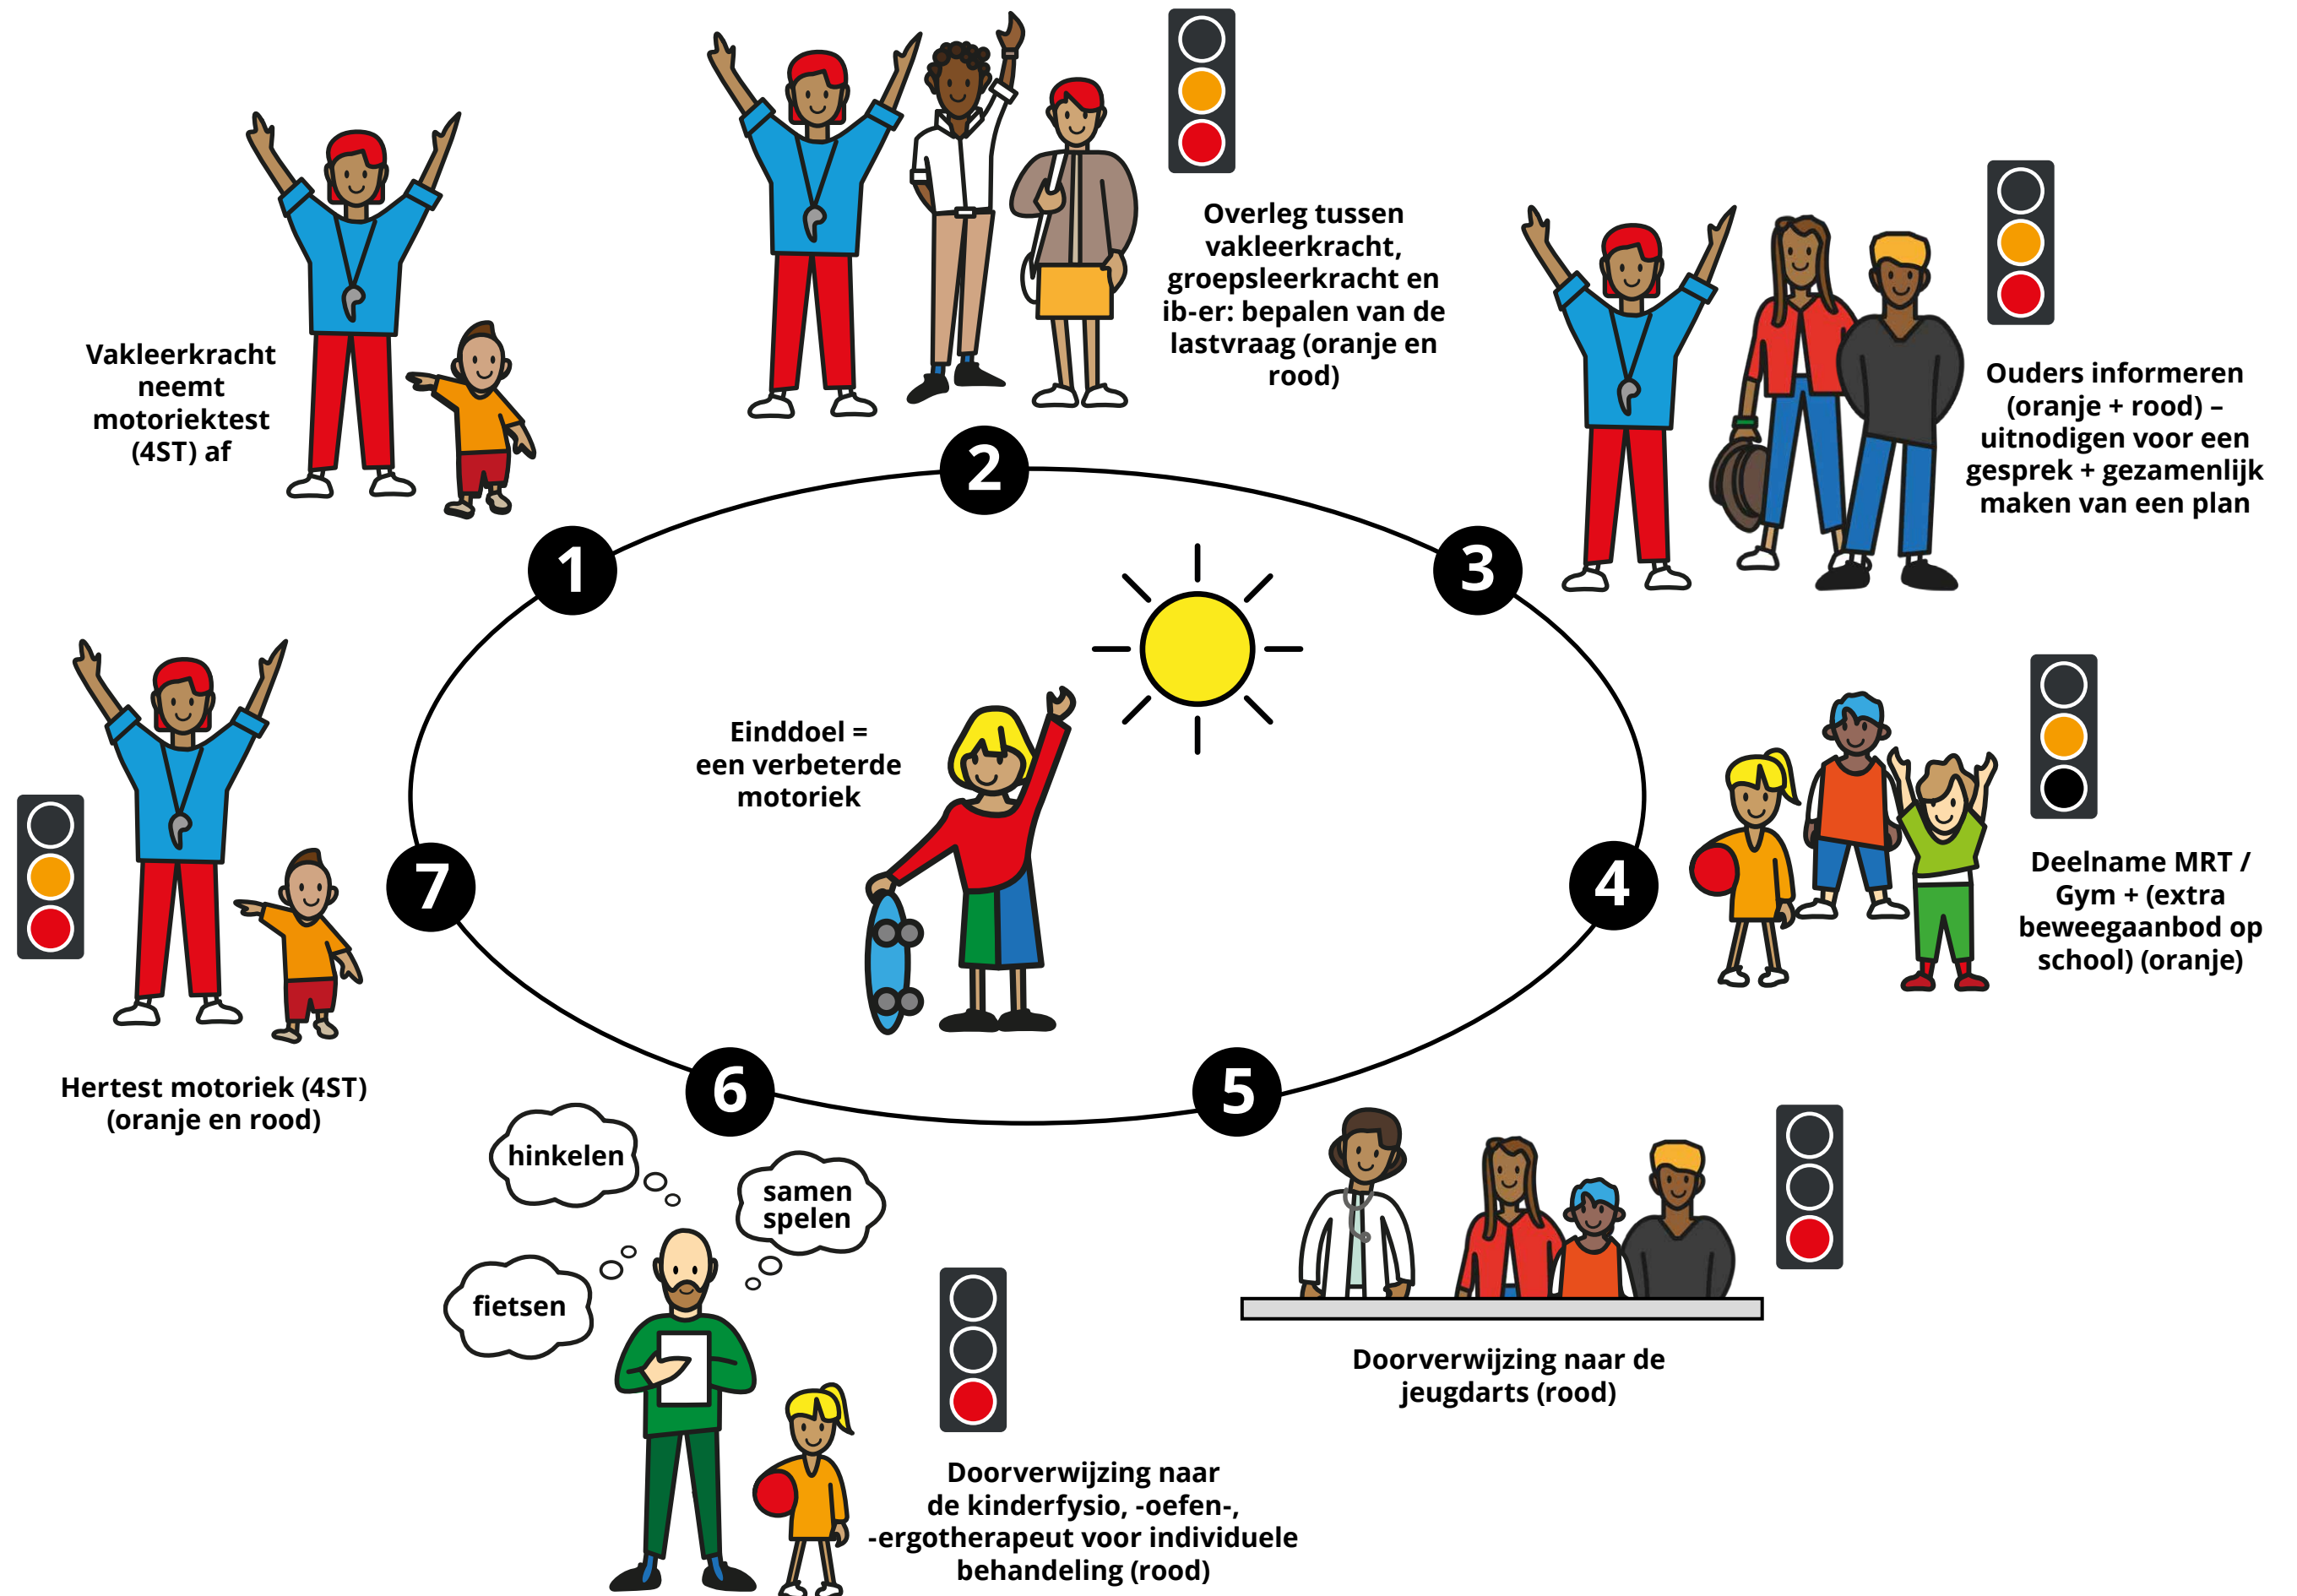 1
Vakleerkracht
neemt
motoriektest
(4ST) af
2
Overleg tussen
vakleerkracht,
groepsleerkracht en
ib-er: bepalen van de
lastvraag (oranje en
rood)
3
Ouders informeren
(oranje + rood) –
uitnodigen voor een
gesprek + gezamenlijk
maken van een plan
4
Deelname MRT /
Gym + (extra
beweegaanbod op
school) (oranje)
5
Doorverwijzing naar de
jeugdarts (rood)
6
hinkelen
samen
spelen
fietsen
Doorverwijzing naar
de kinderfysio, -oefen-,
-ergotherapeut voor individuele
behandeling (rood)
7
Hertest motoriek (4ST)
(oranje en rood)
Einddoel =
een verbeterde
motoriek